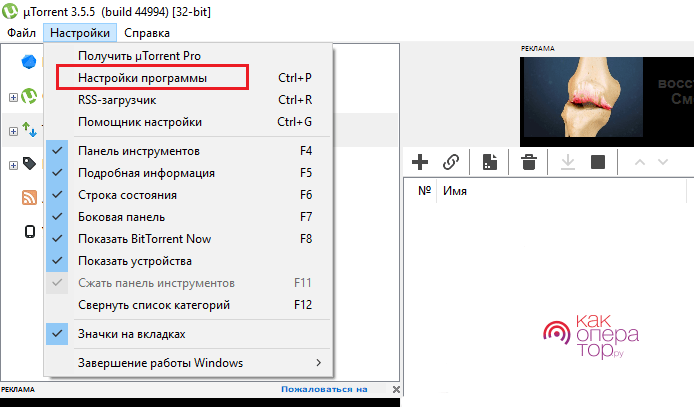 µTorrent 3.5.5 (build 44994) [32-bit]
Файл Настройки Справка
Получить µTorrent Pro
Настройки программы Ctrl+P
RSS-загрузчик Ctrl+R
Помощник настройки Ctrl+G
Панель инструментов F4
Подробная информация F5
Строка состояния F6
Боковая панель F7
Показать BitTorrent Now F8
Показать устройства
Сжать панель инструментов F11
Свернуть список категорий F12
Значки на вкладках
Завершение работы Windows
РЕКЛАМА
Пожаловаться на
РЕКЛАМА
восст
См
№ Имя
как
опера
тор.ру